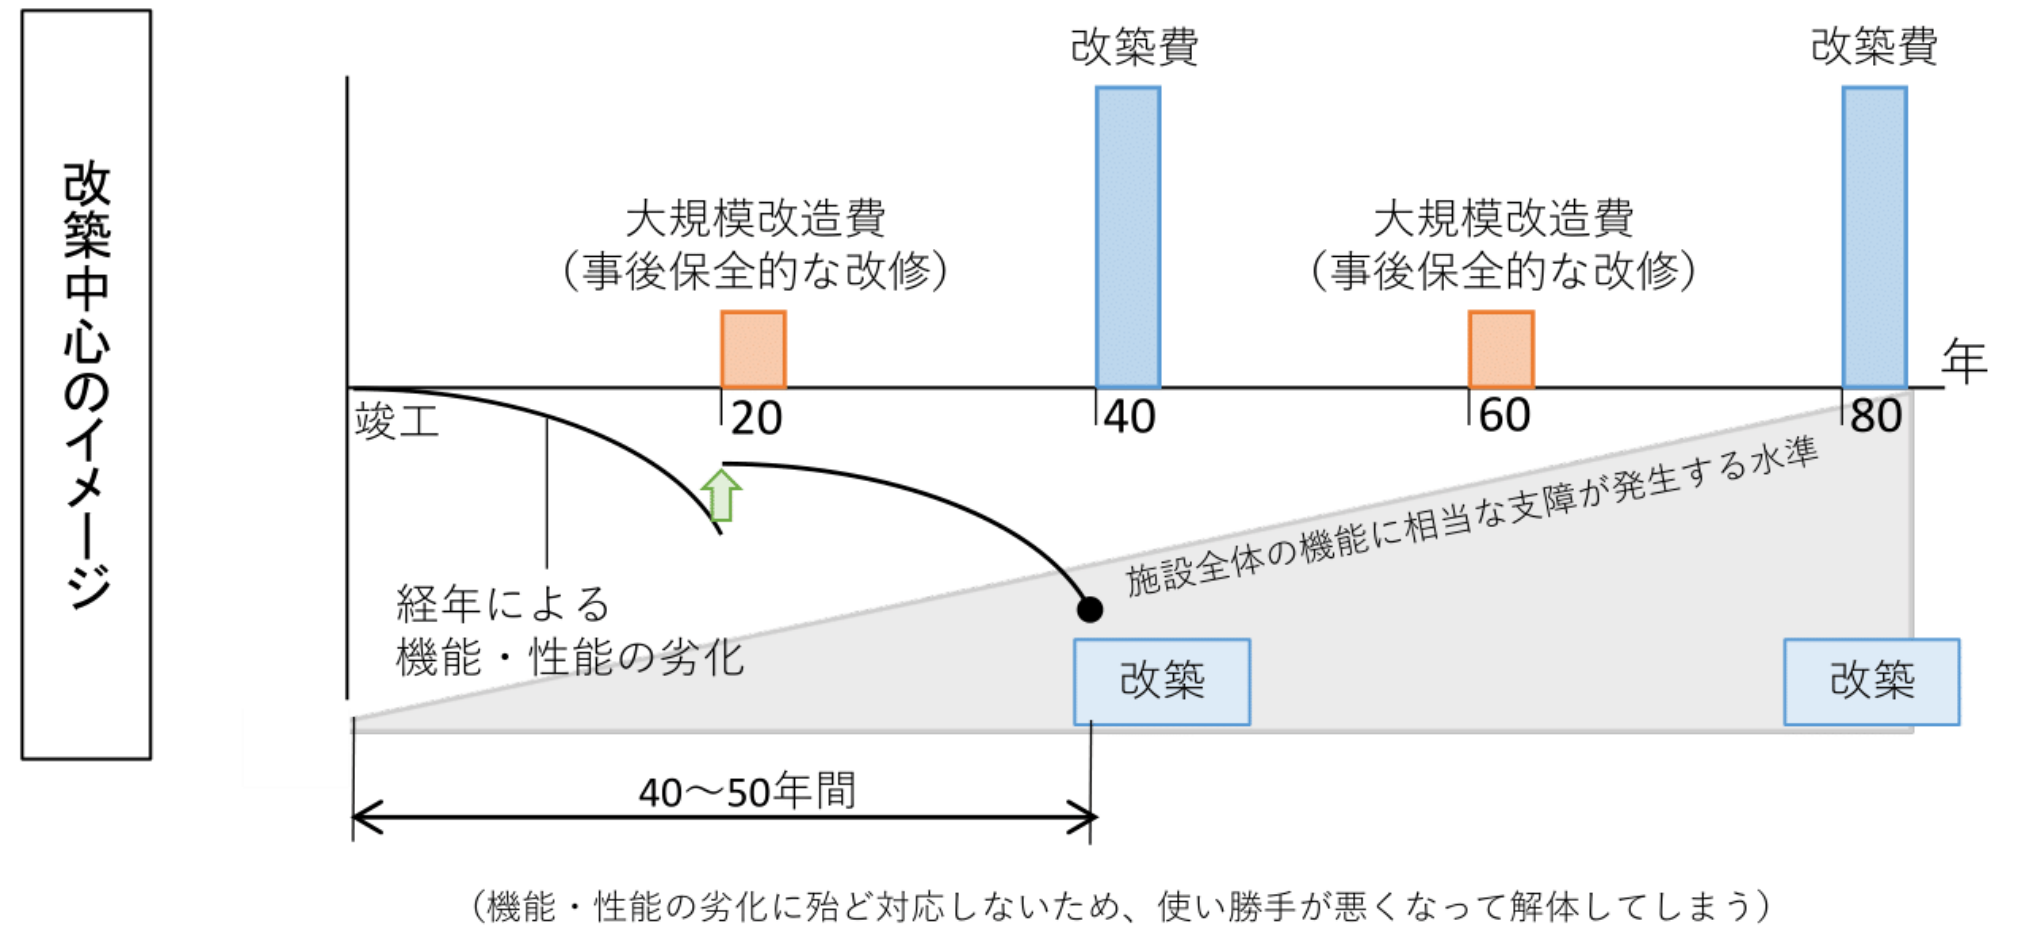 改築中心のイメージ
改築費
改築費
大規模改造費
（事後保全的な改修）
大規模改造費
（事後保全的な改修）
年
竣工
20
40
60
80
施設全体の機能に相当な支障が発生する水準
経年による
機能・性能の劣化
改築
改築
40～50年間
（機能・性能の劣化に殆ど対応しないため、使い勝手が悪くなって解体してしまう）